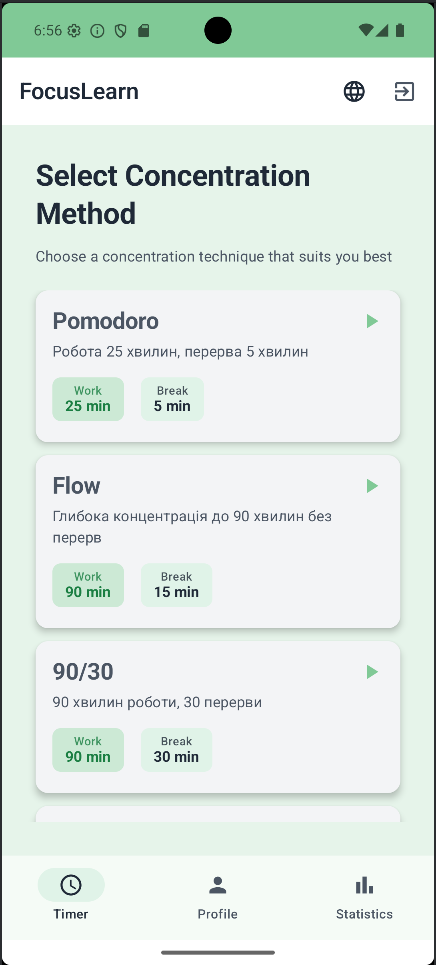 6:56
FocusLearn
Select Concentration
Method
Choose a concentration technique that suits you best
Pomodoro
Робота 25 хвилин, перерва 5 хвилин
Work
Break
25 min
5 min
Flow
Глибока концентрація до 90 хвилин без
перерв
Work
Break
90 min
15 min
90/30
90 хвилин роботи, 30 перерви
Work
Break
90 min
30 min
Timer
Profile
Statistics